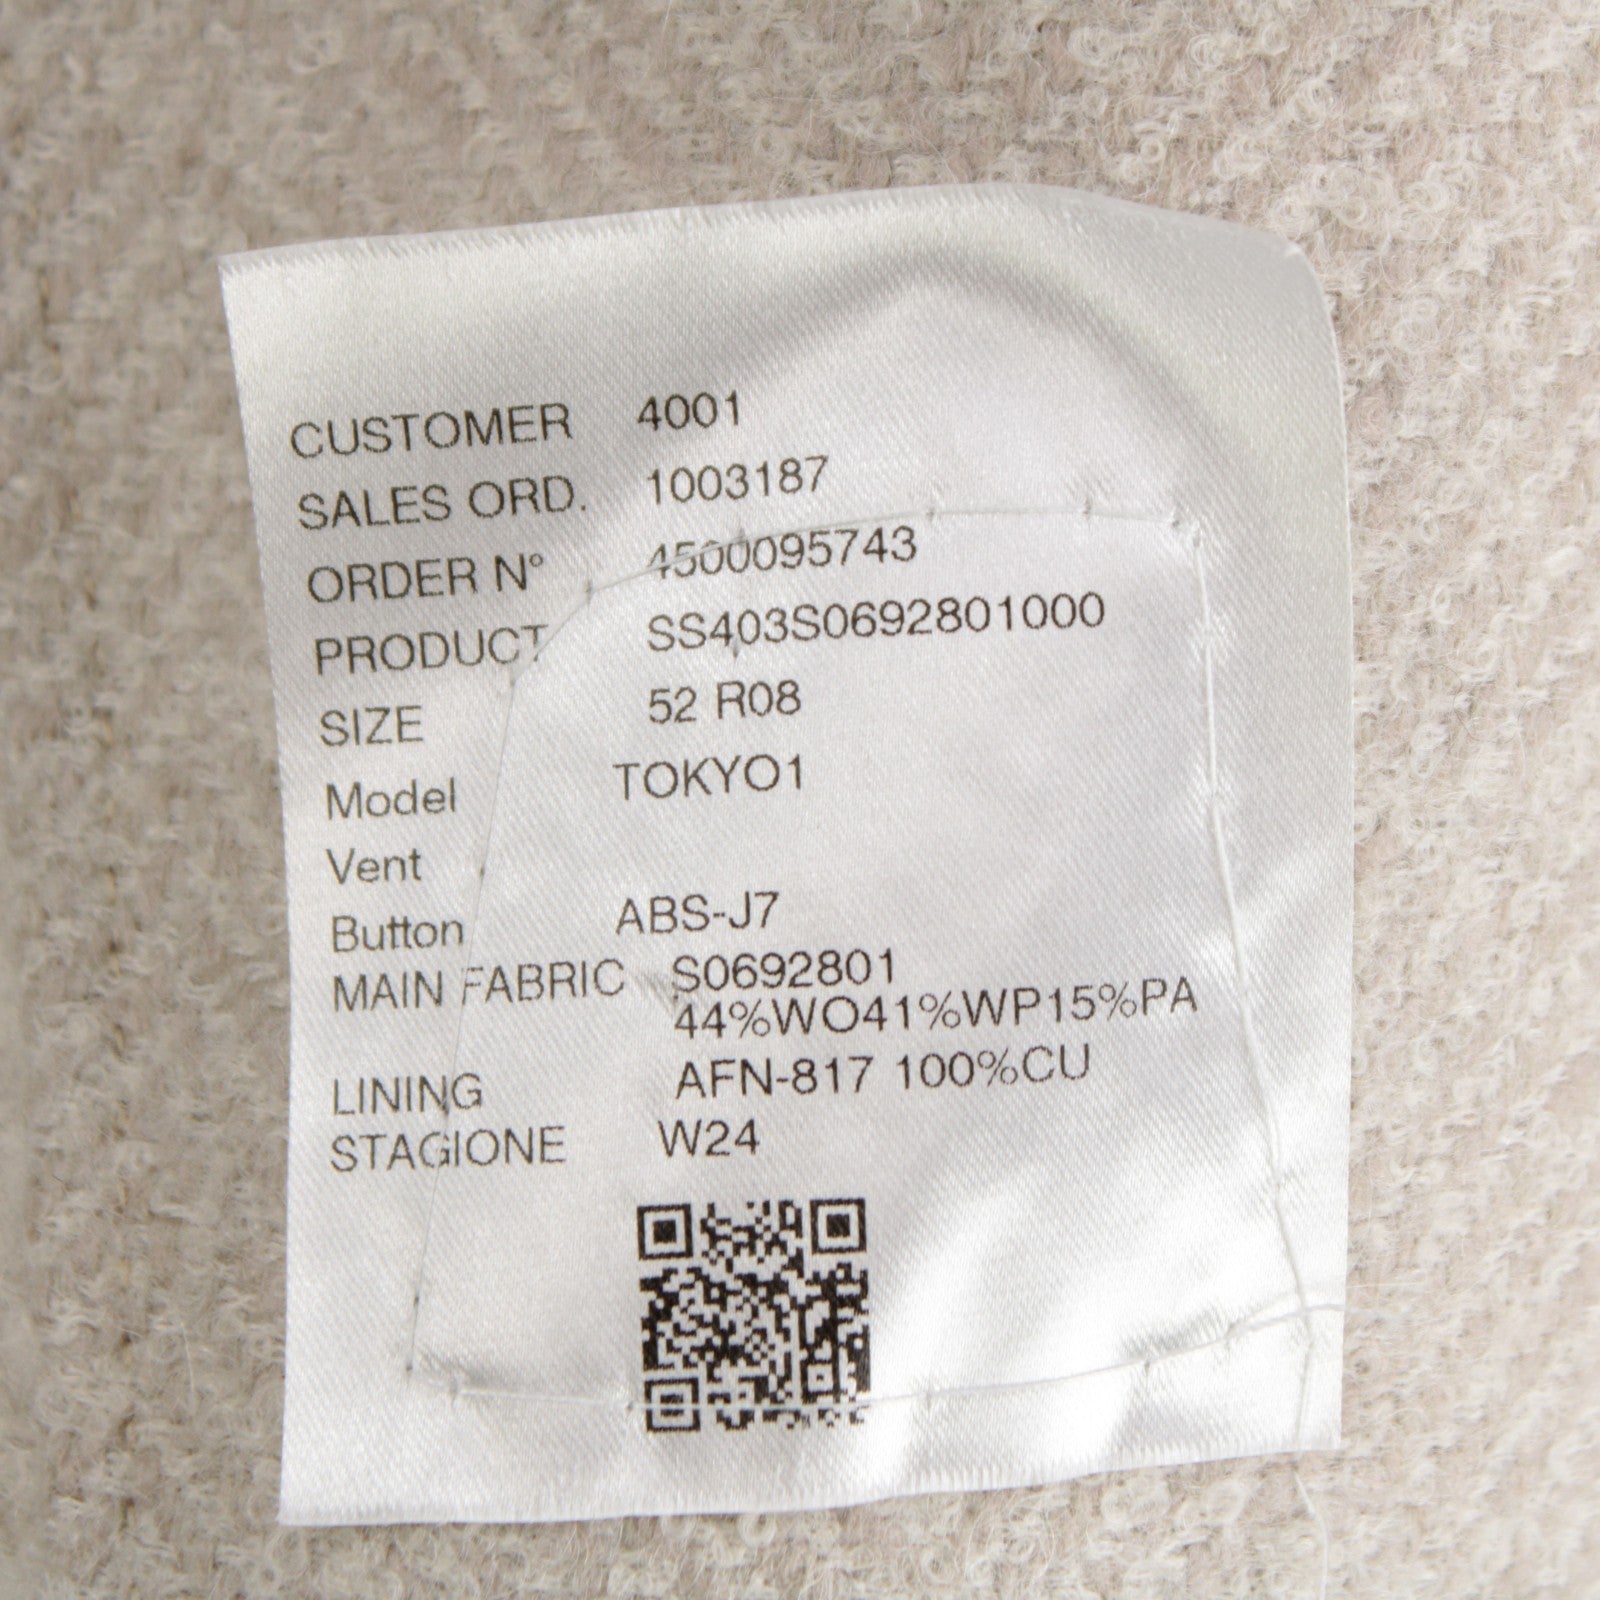 CUSTOMER 4001
SALES ORD. 1003187
ORDER N° 4500095743
PRODUCT SS403S0692801000
SIZE 52 R08
Model TOKYO1
Vent
Button ABS-J7
MAIN FABRIC S0692801
44%WO41%WP15%PA
LINING AFN-817 100%CU
STAGIONE W24